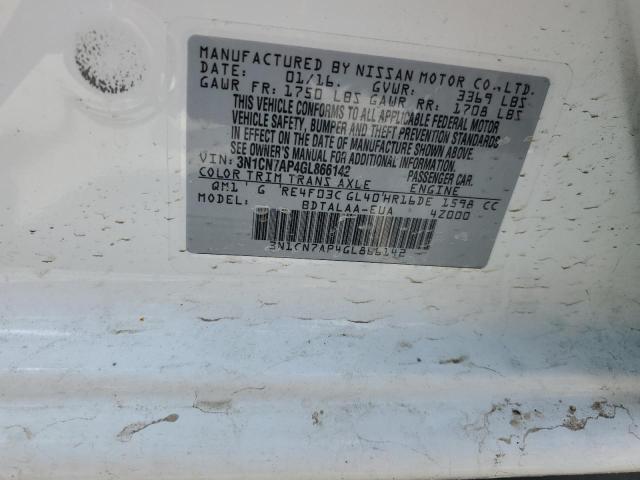 MANUFACTURED BY NISSAN MOTOR CO., LTD.
DATE: 01/16. GVWR: 3369 LBS
GAWR FR: 1750 LBS GAWR RR: 1708 LBS
THIS VEHICLE CONFORMS TO ALL APPLICABLE FEDERAL MOTOR
VEHICLE SAFETY, BUMPER AND THEFT PREVENTION STANDARDS
IN EFFECT ON THE DATE OF MANUFACTURE SHOWN ABOVE.
SEE OWNER'S MANUAL FOR ADDITIONAL INFORMATION
VIN: 3N1CN7AP4GL866142 PASSENGER CAR
COLOR TRIM TRANS AXLE ENGINE
QM1 G RE4F03C GL40 HR16DE 1598 CC
MODEL: BDTALAA-EUA 4Z000
3N1CN7AP4GL866142